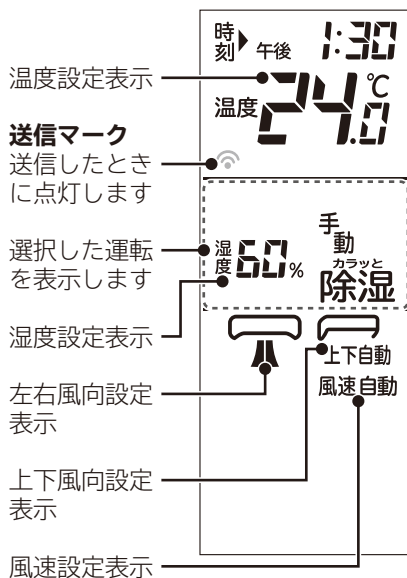 時刻 午後 1:30
温度設定表示
温度 24.0℃
送信マーク
送信したとき
に点灯します
選択した運転
を表示します
湿度 60%
手動
カラッと
除湿
湿度設定表示
左右風向設定
表示
上下自動
風速自動
上下風向設定
表示
風速設定表示